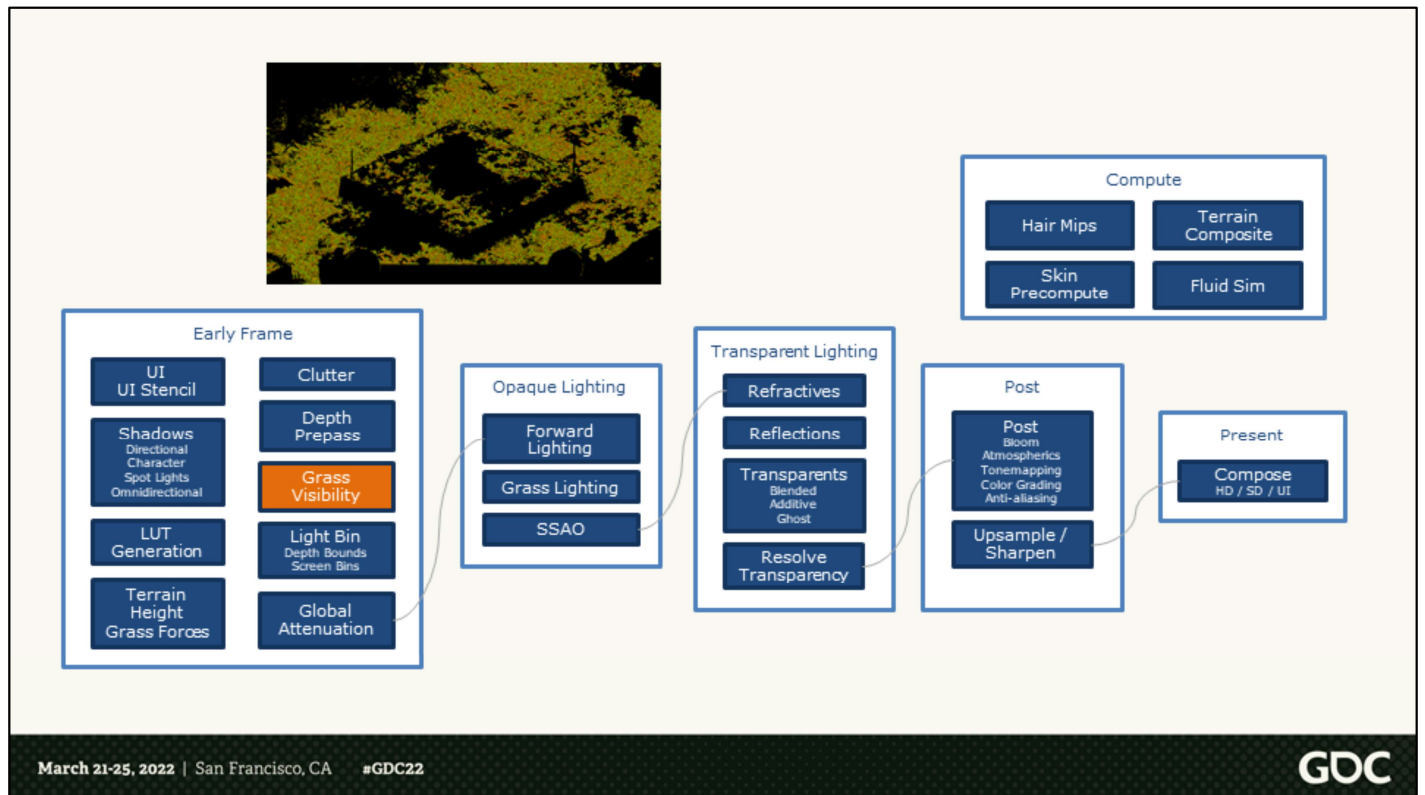 Early Frame
UI
UI Stencil
Shadows
Directional
Character
Spot Lights
Omnidirectional
LUT
Generation
Terrain
Height
Grass Forces
Clutter
Depth
Prepass
Grass
Visibility
Light Bin
Depth Bounds
Screen Bins
Global
Attenuation
Opaque Lighting
Forward
Lighting
Grass Lighting
SSAO
Transparent Lighting
Refractives
Reflections
Transparents
Blended
Additive
Ghost
Resolve
Transparency
Compute
Hair Mips
Terrain
Composite
Skin
Precompute
Fluid Sim
Post
Post
Bloom
Atmospherics
Tonemapping
Color Grading
Anti-aliasing
Upsample /
Sharpen
Present
Compose
HD / SD / UI
March 21-25, 2022 | San Francisco, CA #GDC22
GDC